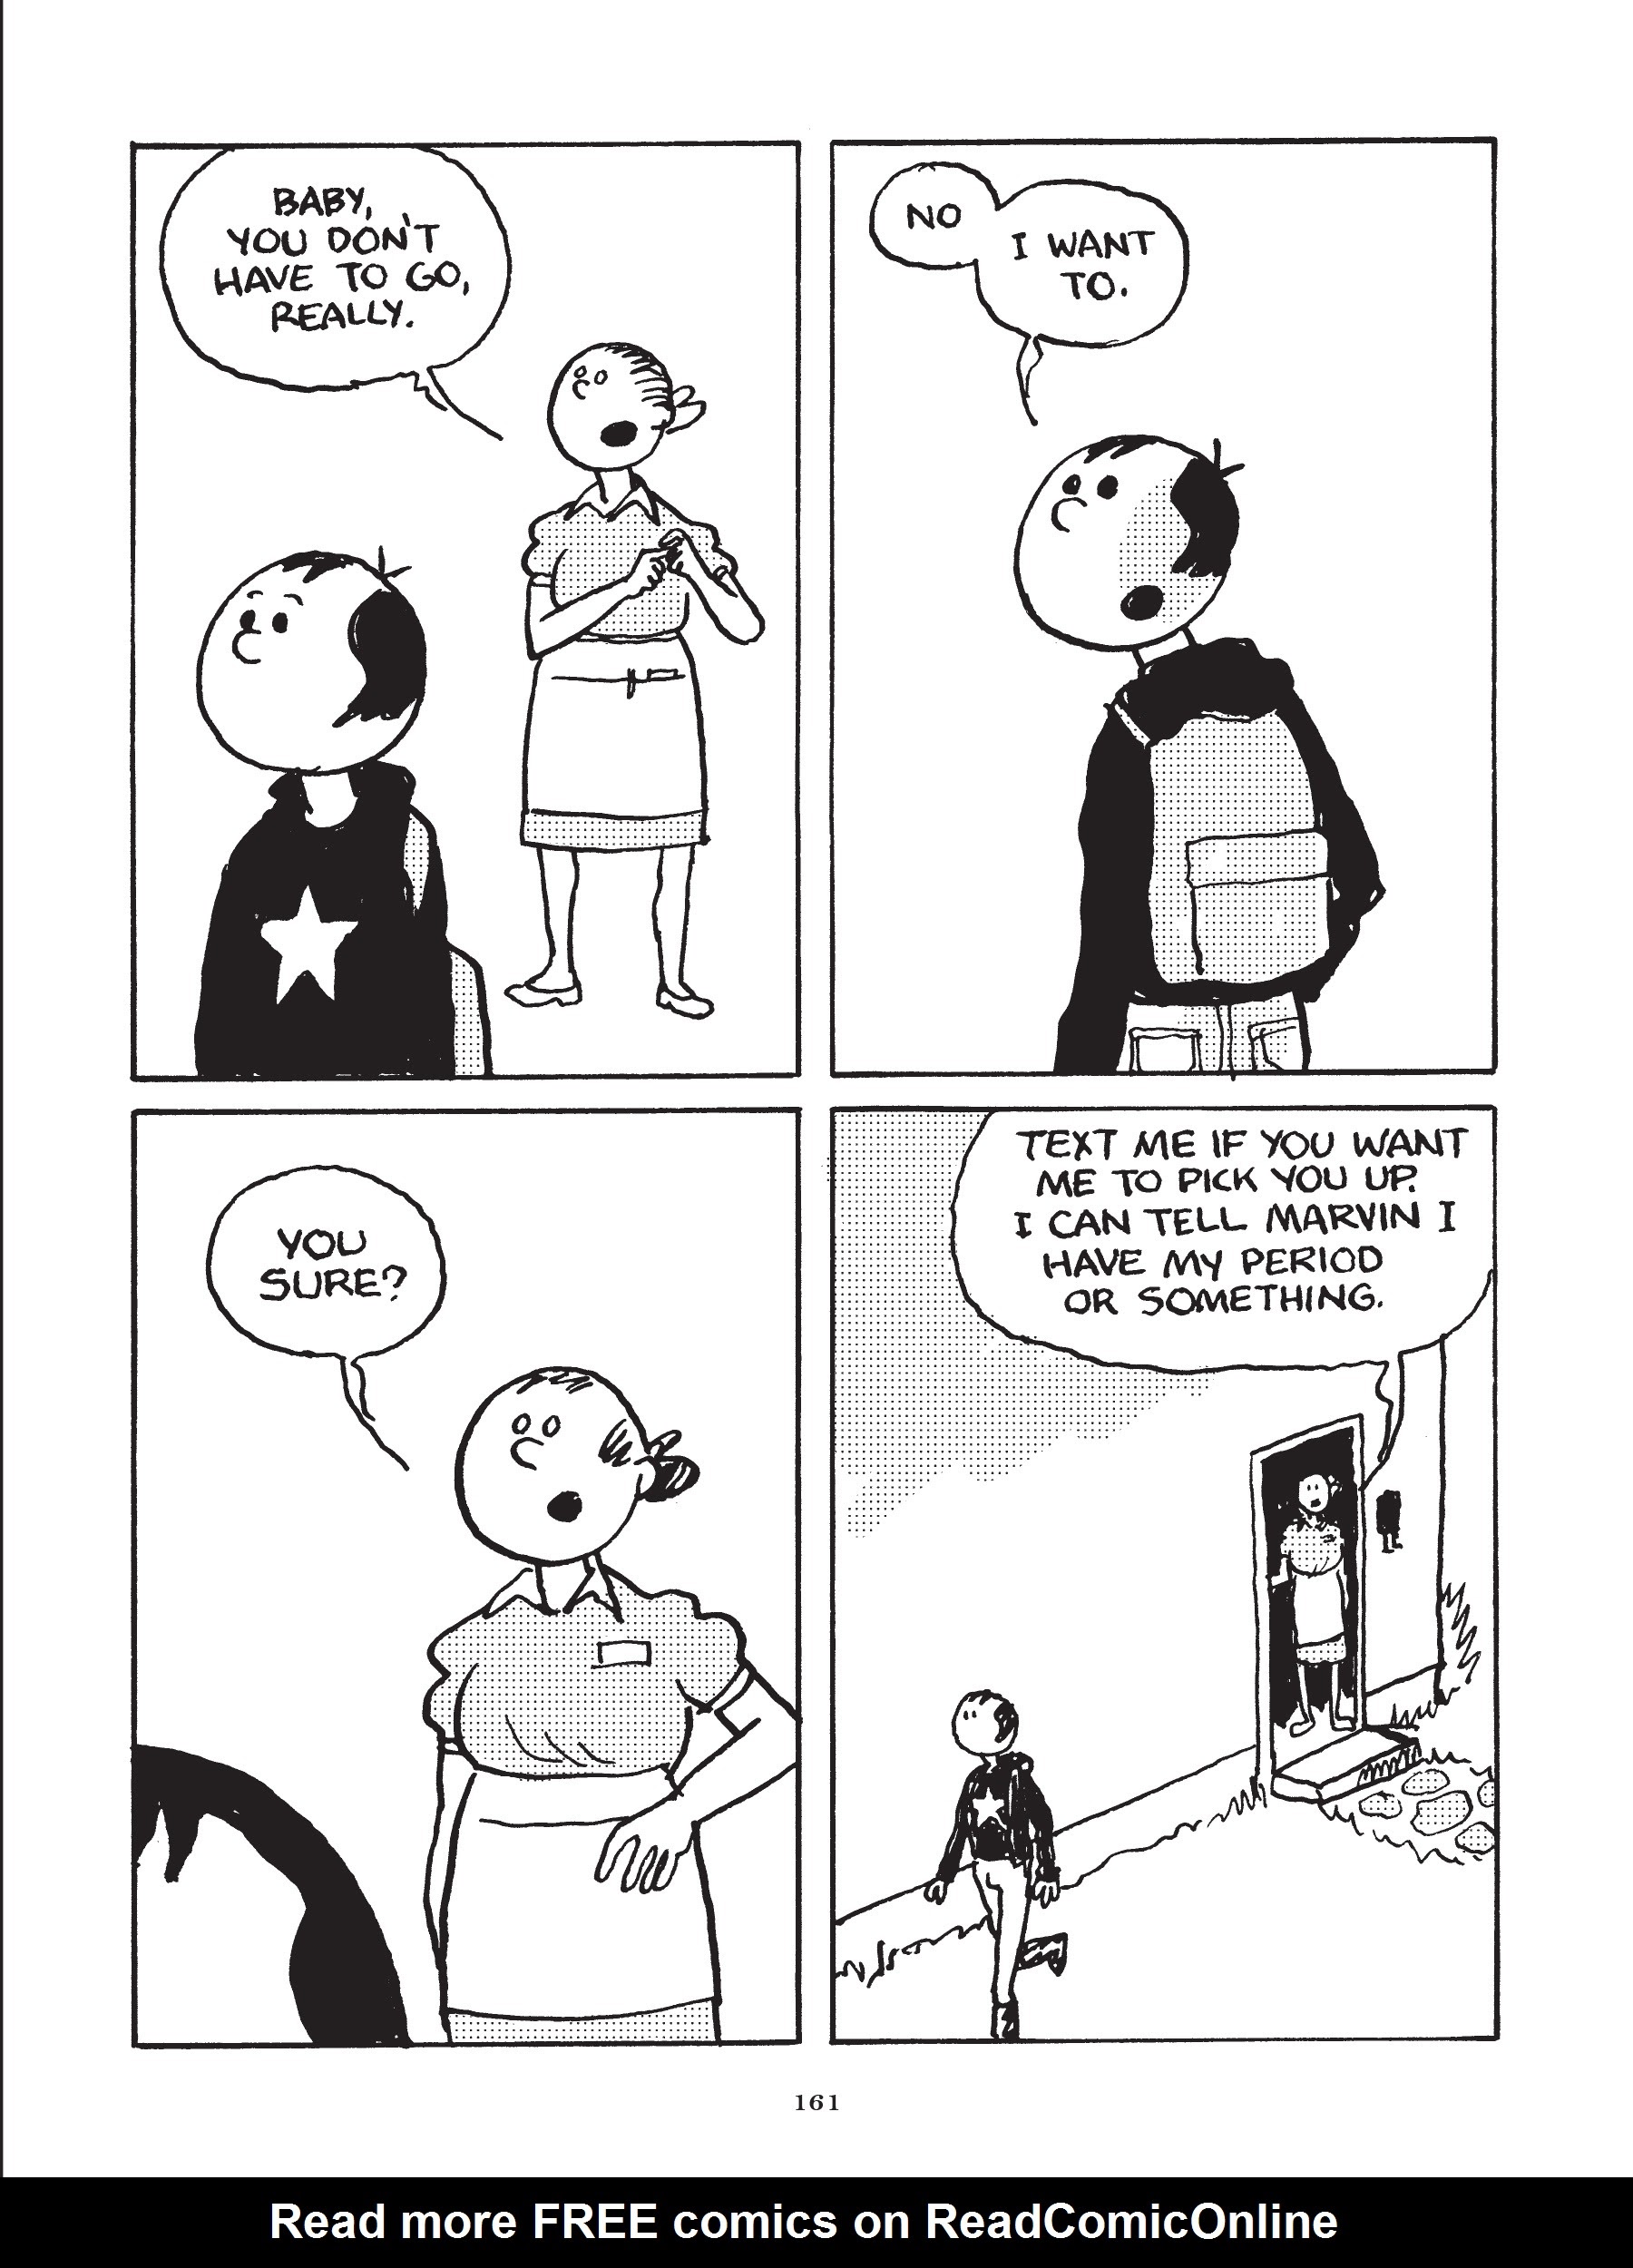 BABY,
YOU DON'T
HAVE TO GO,
REALLY.
NO
I WANT
TO.
YOU
SURE?
TEXT ME IF YOU WANT
ME TO PICK YOU UP.
I CAN TELL MARVIN I
HAVE MY PERIOD
OR SOMETHING.
161
Read more FREE comics on ReadComicOnline